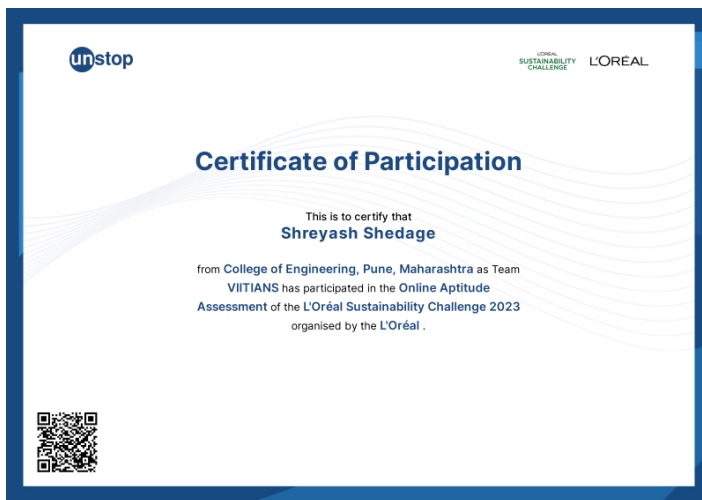 unstop
L'ORÉAL
SUSTAINABILITY
CHALLENGE
L'ORÉAL
Certificate of Participation
This is to certify that
Shreyash Shedage
from College of Engineering, Pune, Maharashtra as Team
VIITIANS has participated in the Online Aptitude
Assessment of the L'Oréal Sustainability Challenge 2023
organised by the L'Oréal .